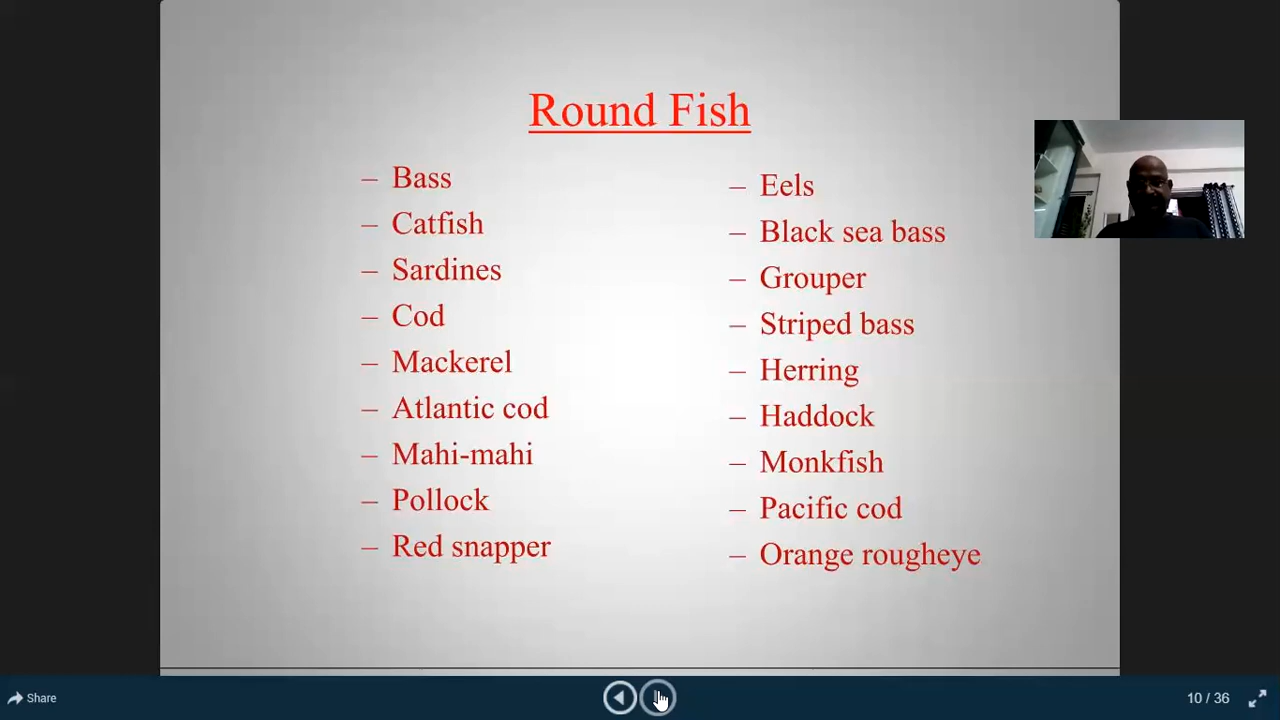 Round Fish
– Bass
– Catfish
– Sardines
– Cod
– Mackerel
– Atlantic cod
– Mahi-mahi
– Pollock
– Red snapper
– Eels
– Black sea bass
– Grouper
– Striped bass
– Herring
– Haddock
– Monkfish
– Pacific cod
– Orange rougheye
Share
10 / 36